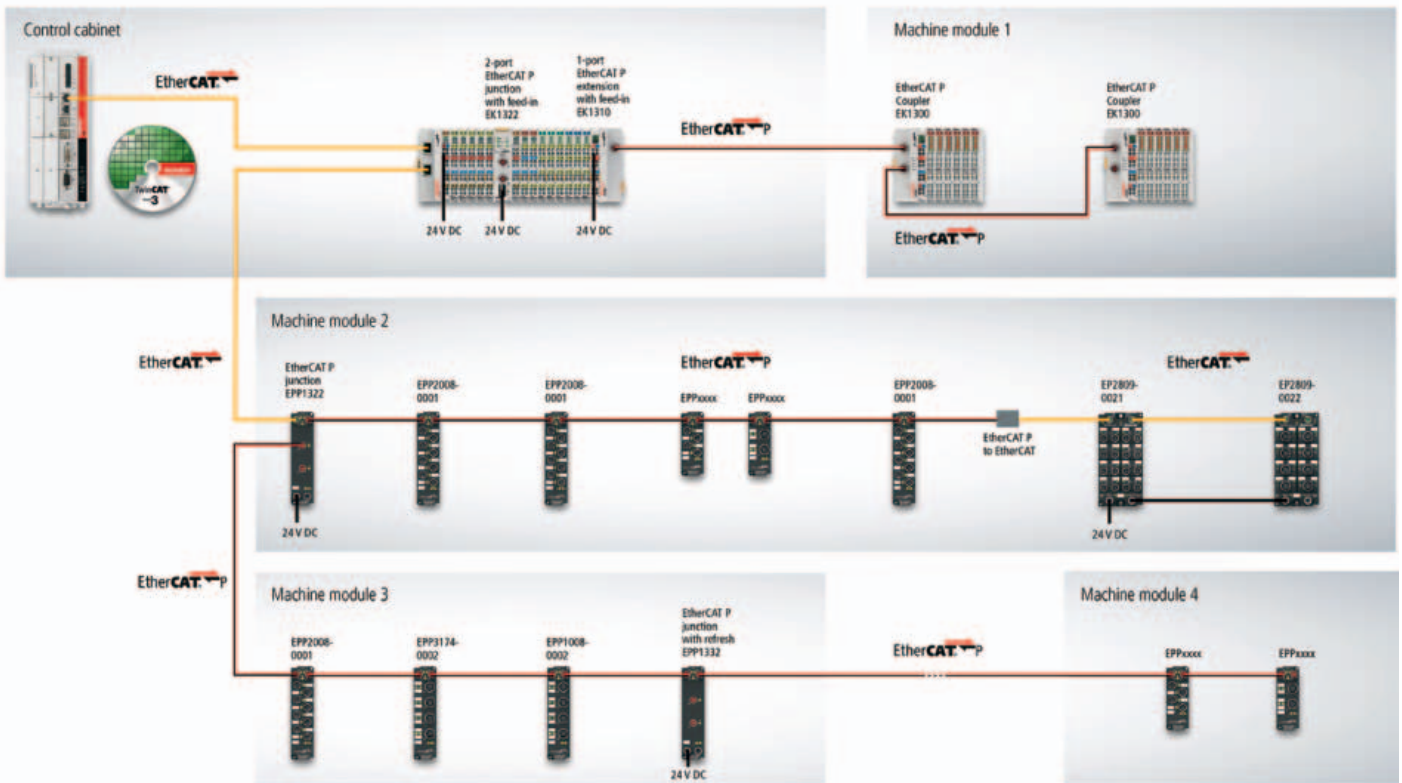 Control cabinet
EtherCAT.
TwinCAT
3
2-port
EtherCAT P
junction
with feed-in
EK1322
1-port
EtherCAT P
extension
with feed-in
EK1310
24 V DC
24 V DC
24 V DC
EtherCAT. P
Machine module 1
EtherCAT P
Coupler
EK1300
EtherCAT P
Coupler
EK1300
EtherCAT. P
Machine module 2
EtherCAT.
EtherCAT P
junction
EPP1322
24 V DC
EPP2008-
0001
EPP2008-
0001
EtherCAT. P
EPPxxxx
EPPxxxx
EPP2008-
0001
EtherCAT P
to EtherCAT
EtherCAT.
EP2809-
0021
EP2809-
0022
24 V DC
EtherCAT. P
Machine module 3
EPP2008-
0001
EPP3174-
0002
EPP1008-
0002
EtherCAT P
junction
with refresh
EPP1332
24 V DC
EtherCAT. P
Machine module 4
EPPxxxx
EPPxxxx